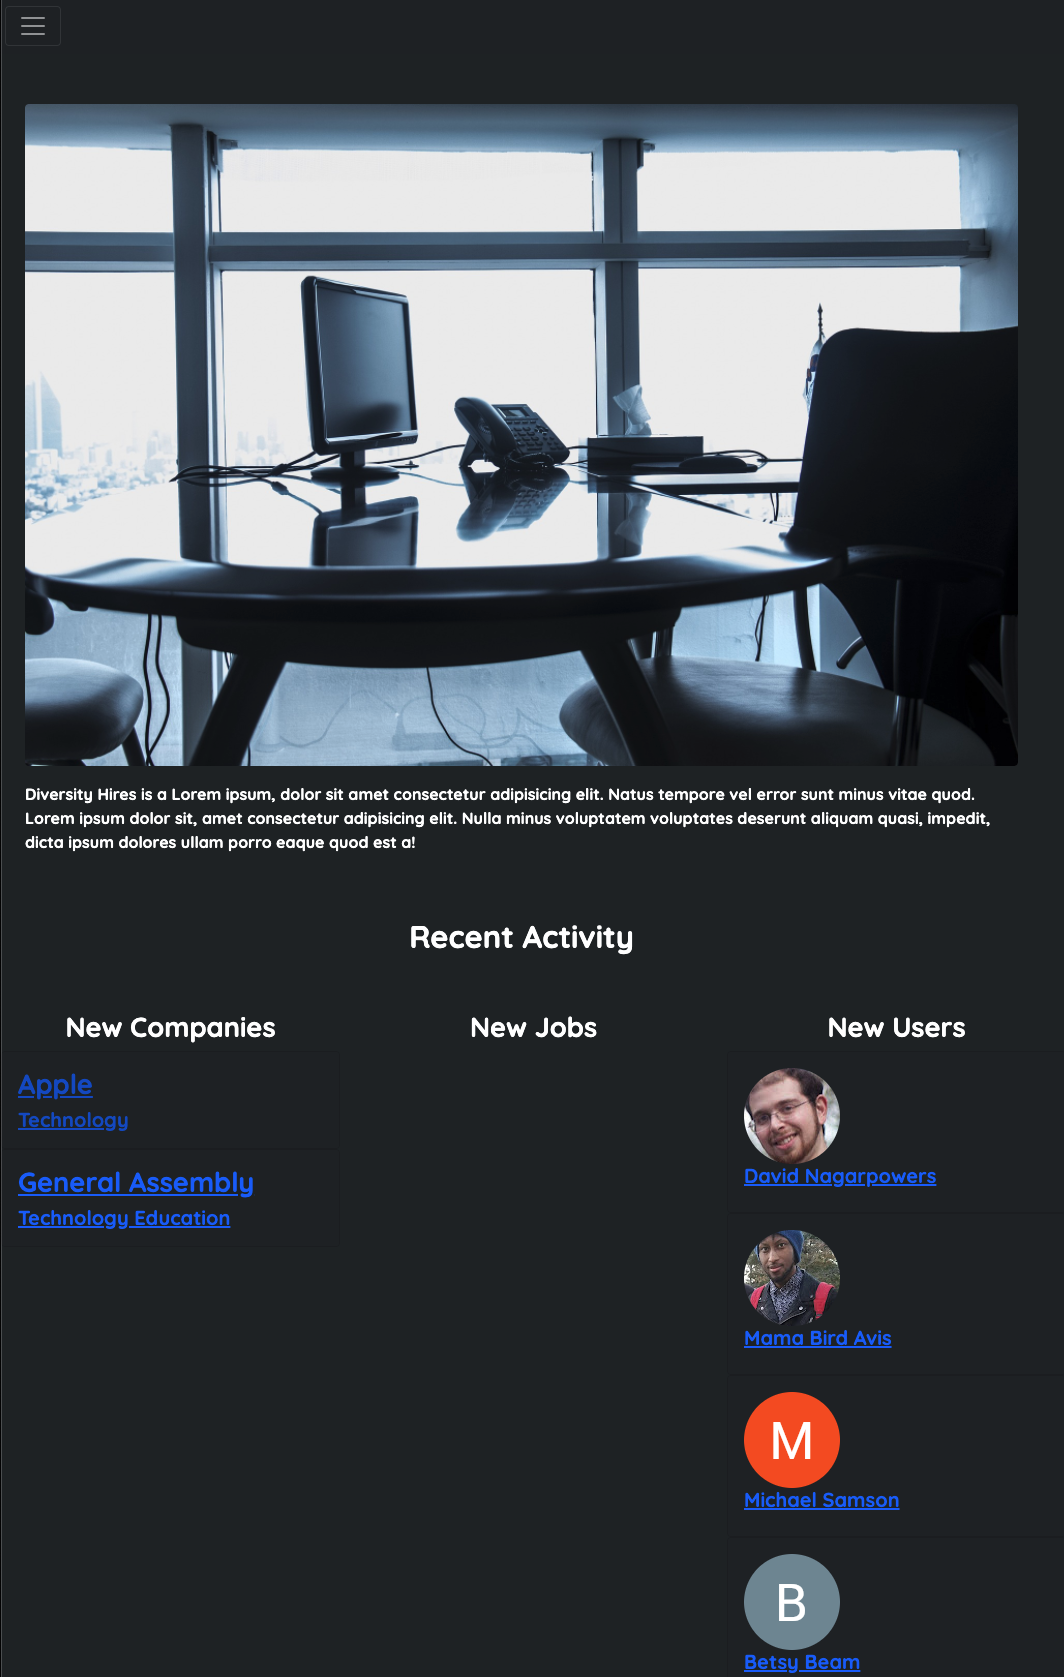 Diversity Hires is a Lorem ipsum, dolor sit amet consectetur adipisicing elit. Natus tempore vel error sunt minus vitae quod.
Lorem ipsum dolor sit, amet consectetur adipisicing elit. Nulla minus voluptatem voluptates deserunt aliquam quasi, impedit,
dicta ipsum dolores ullam porro eaque quod est a!
Recent Activity
New Companies
Apple
Technology
General Assembly
Technology Education
New Jobs
New Users
David Nagarpowers
Mama Bird Avis
M
Michael Samson
B
Betsy Beam